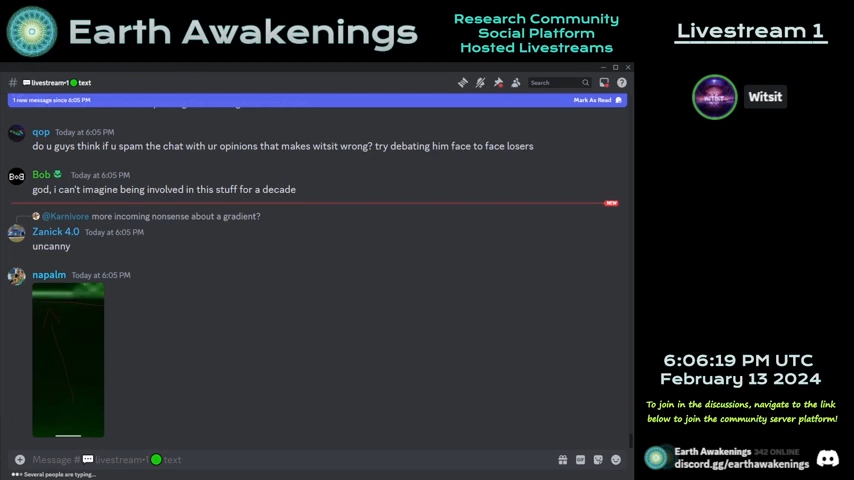 Earth Awakenings
Research Community
Social Platform
Hosted Livestreams
Livestream 1
# livestream•1 text
Search
1 new message since 6:05 PM
Mark As Read
Witsit
qop Today at 6:05 PM
do u guys think if u spam the chat with ur opinions that makes witsit wrong? try debating him face to face losers
Bob Today at 6:05 PM
god, i can't imagine being involved in this stuff for a decade
NEW
@Karnivore more incoming nonsense about a gradient?
Zanick 4.0 Today at 6:05 PM
uncanny
napalm Today at 6:05 PM
6:06:19 PM UTC
February 13 2024
To join in the discussions, navigate to the link
below to join the community server platform!
Message # livestream•1 text
GIF
Several people are typing...
Earth Awakenings 342 ONLINE
discord.gg/earthawakenings